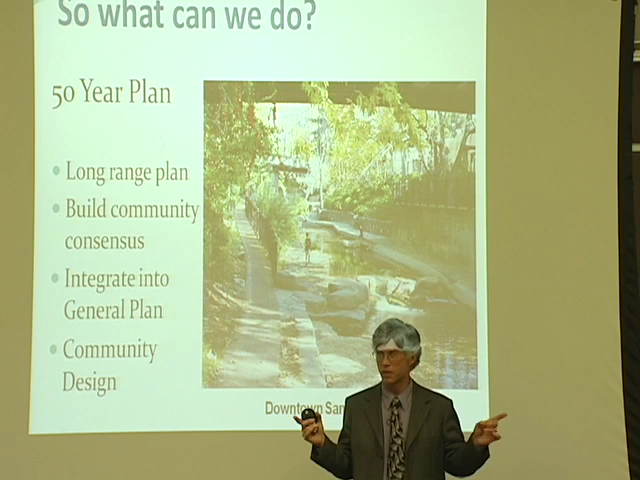 So what can we do?
50 Year Plan
Long range plan
Build community
consensus
Integrate into
General Plan
Community
Design
Downtown San